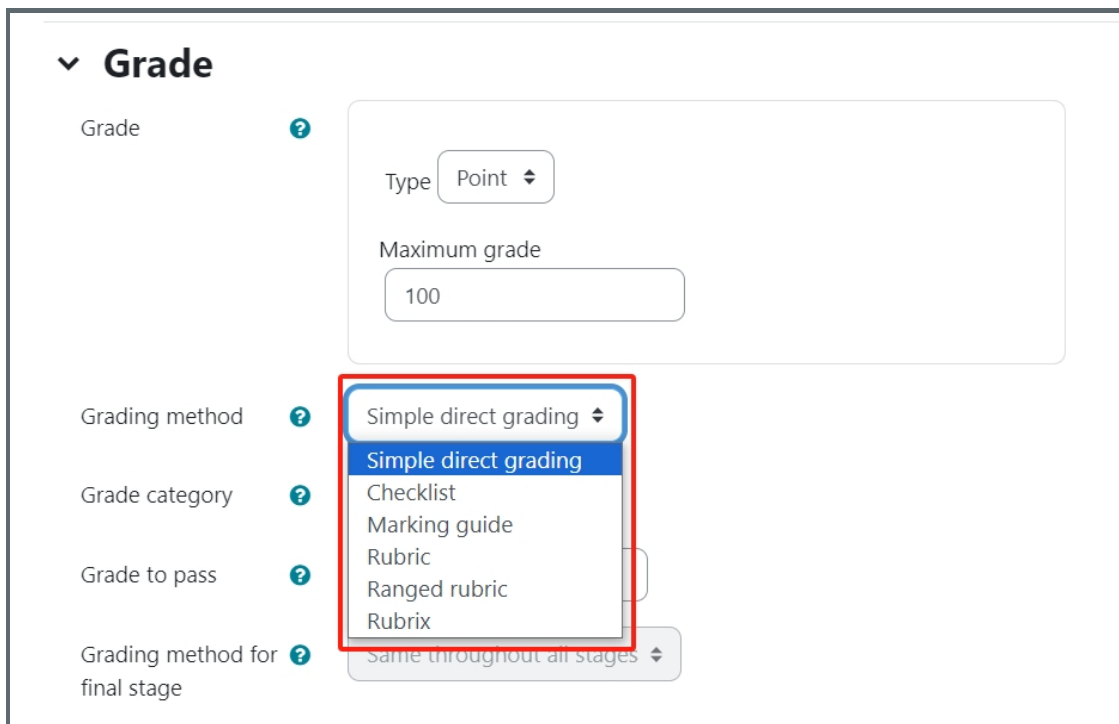 Grade
Grade
Type Point
Maximum grade
100
Grading method Simple direct grading
Simple direct grading
Checklist
Marking guide
Rubric
Ranged rubric
Rubrix
Grade category
Grade to pass
Grading method for
final stage
Same throughout all stages